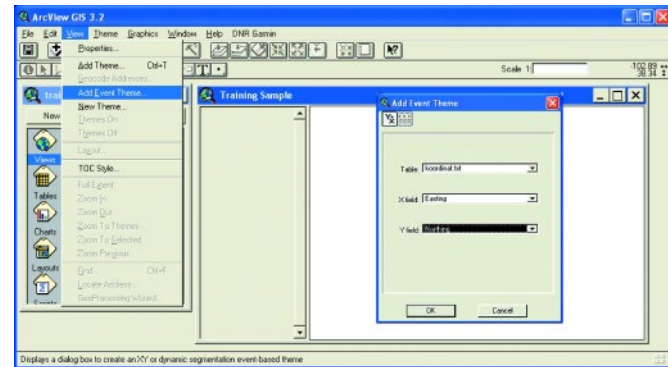 ArcView GIS 3.2
File Edit View Theme Graphics Window Help DNR Garmin
Properties...
Add Theme... Ctrl+T
Geocode Addresses...
Add Event Theme...
New Theme...
Themes On
Themes Off
Layout...
TOC Style...
Full Extent
Zoom In
Zoom Out
Zoom To Themes
Zoom To Selected
Zoom Previous
Find... Ctrl+F
Locate Address...
GeoProcessing Wizard
Scale 1:
-102.89
38.34
New
Views
Tables
Charts
Layouts
Training Sample
Add Event Theme
Table: koordinat.txt
X field: Easting
Y field: Northing
OK Cancel
Displays a dialog box to create an XY or dynamic segmentation event-based theme